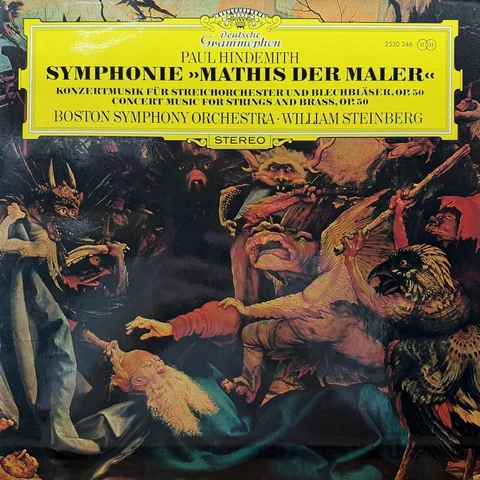 Deutsche
Grammophon
2530 246
PAUL HINDEMITH
SYMPHONIE »MATHIS DER MALER«
KONZERTMUSIK FÜR STREICHORCHESTER UND BLECHBLÄSER, OP. 50
CONCERT MUSIC FOR STRINGS AND BRASS, OP. 50
BOSTON SYMPHONY ORCHESTRA · WILLIAM STEINBERG
STEREO